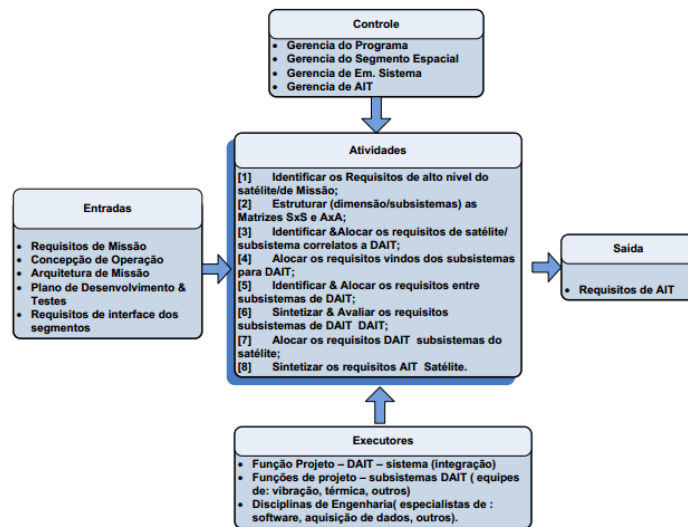 Controle
• Gerencia do Programa
• Gerencia do Segmento Espacial
• Gerencia de Em. Sistema
• Gerencia de AIT
Entradas
• Requisitos de Missão
• Concepção de Operação
• Arquitetura de Missão
• Plano de Desenvolvimento &
Testes
• Requisitos de interface dos
segmentos
Atividades
[1] Identificar os Requisitos de alto nível do
satélite/de Missão;
[2] Estruturar (dimensão/subsistemas) as
Matrizes SxS e AxA;
[3] Identificar &Alocar os requisitos de satélite/
subsistema correlatos a DAIT;
[4] Alocar os requisitos vindos dos subsistemas
para DAIT;
[5] Identificar & Alocar os requisitos entre
subsistemas de DAIT;
[6] Sintetizar & Avaliar os requisitos
subsistemas de DAIT DAIT;
[7] Alocar os requisitos DAIT subsistemas do
satélite;
[8] Sintetizar os requisitos AIT Satélite.
Saída
• Requisitos de AIT
Executores
• Função Projeto – DAIT – sistema (integração)
• Funções de projeto – subsistemas DAIT ( equipes
de: vibração, térmica, outros)
• Disciplinas de Engenharia( especialistas de :
software, aquisição de dados, outros).